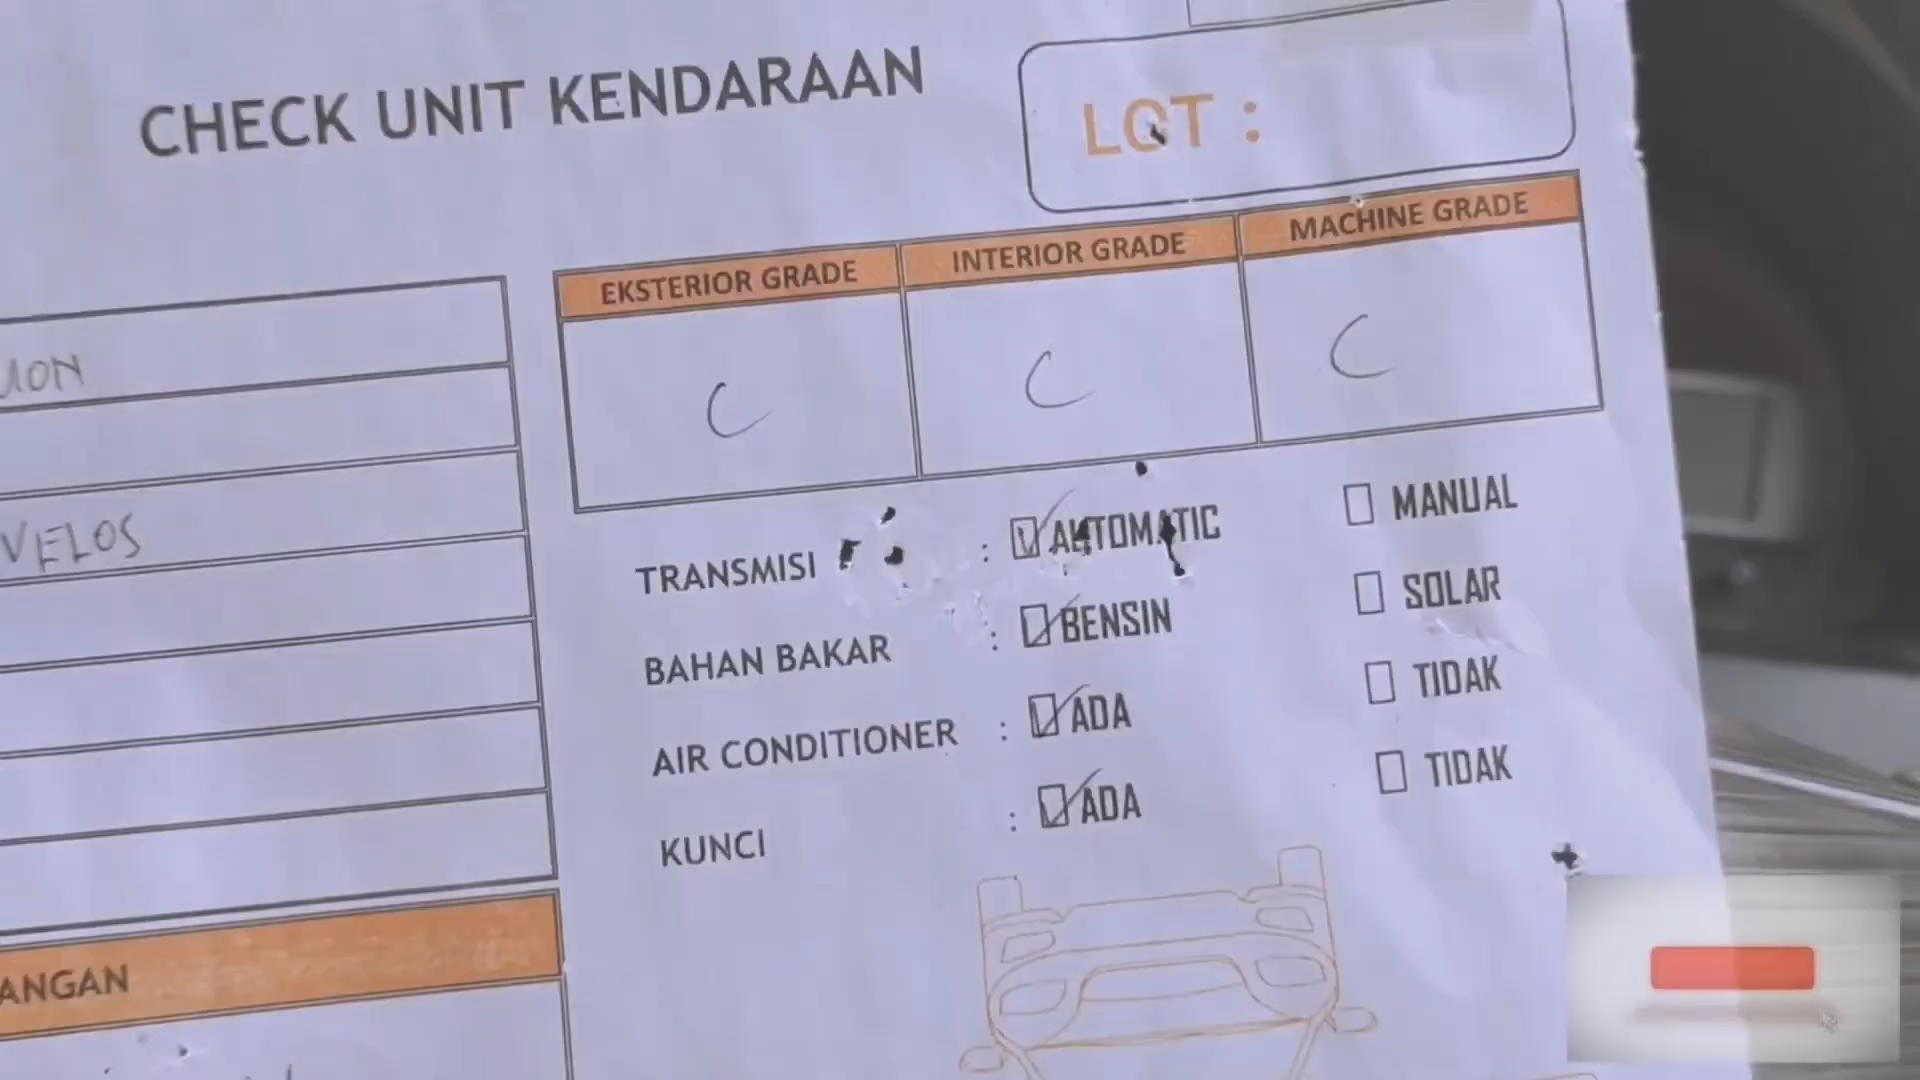 CHECK UNIT KENDARAAN
LOT :
EKSTERIOR GRADE INTERIOR GRADE MACHINE GRADE
C C C
VELOS
TRANSMISI : AUTOMATIC MANUAL
BAHAN BAKAR : BENSIN SOLAR
AIR CONDITIONER : ADA TIDAK
KUNCI : ADA TIDAK
ANGAN